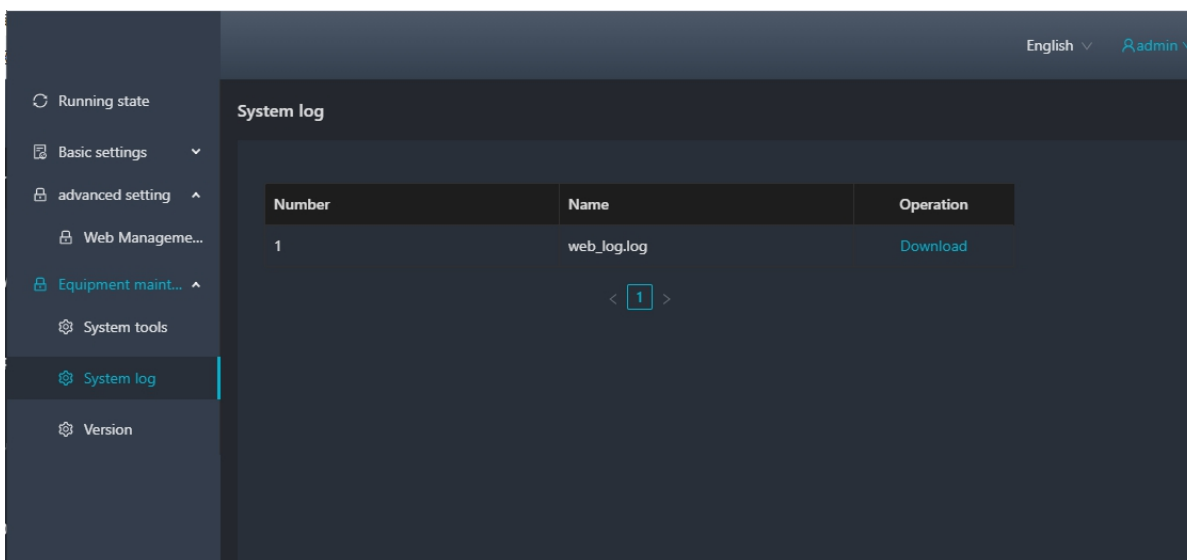 English
admin
Running state
Basic settings
advanced setting
Web Manageme...
Equipment maint...
System tools
System log
Version
System log
Number Name Operation
1 web_log.log Download
< 1 >